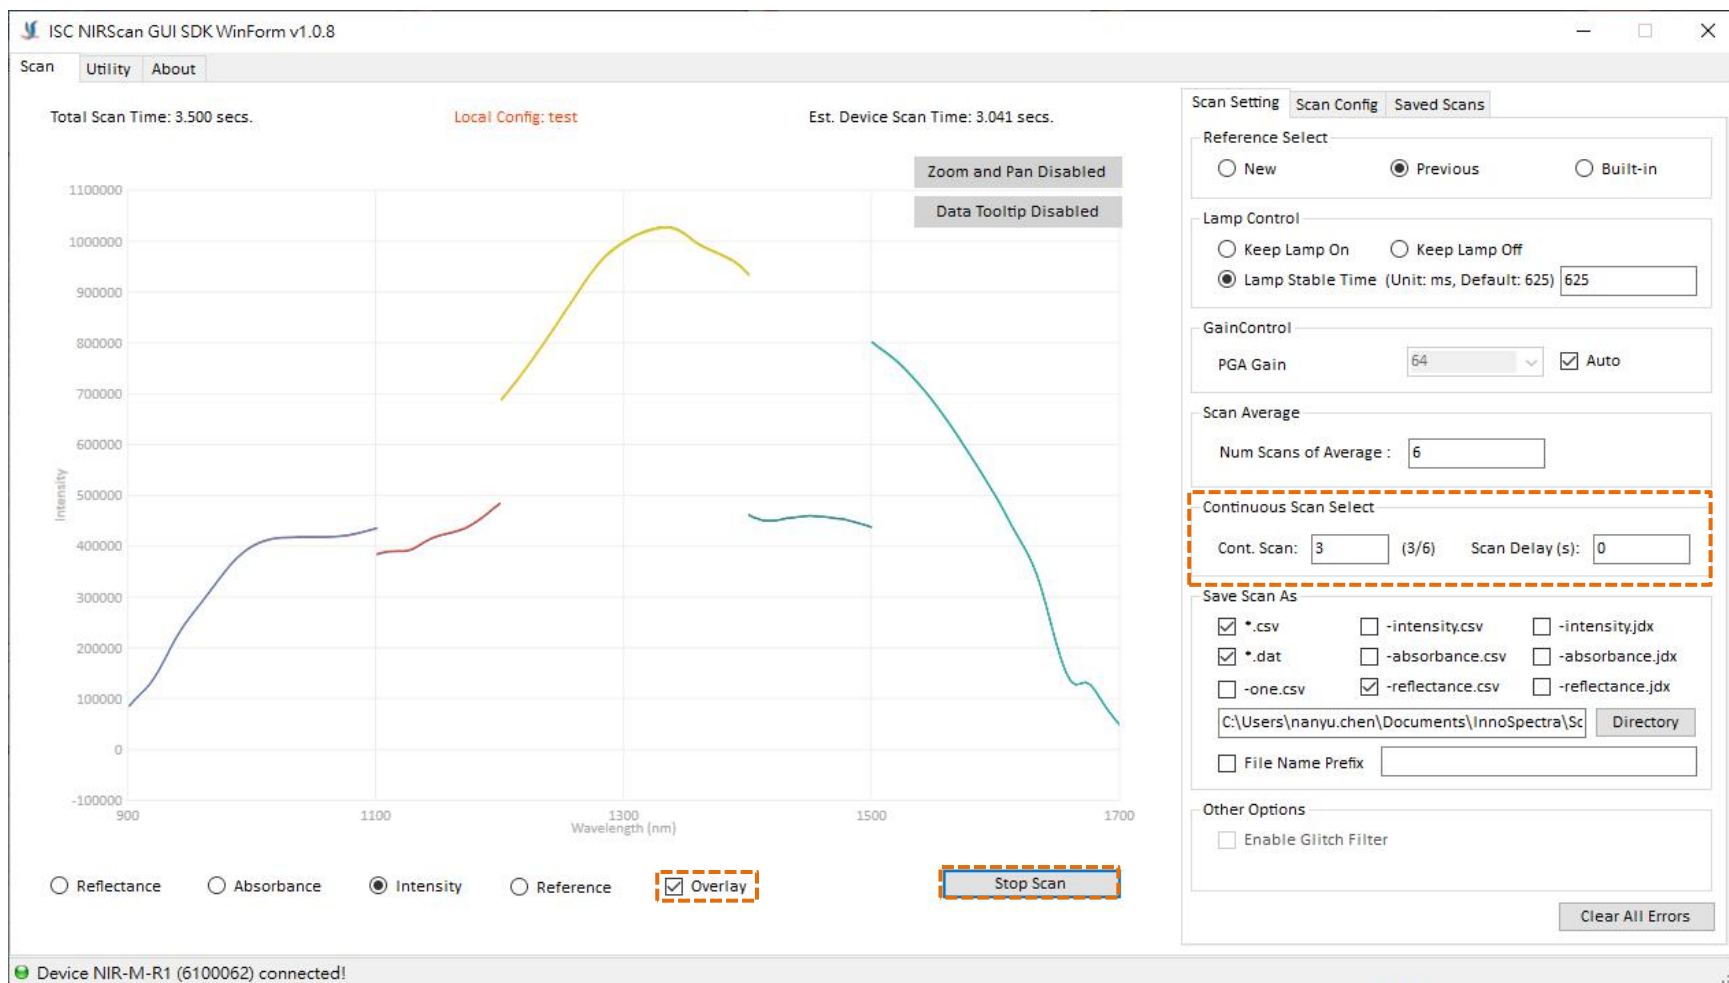 ISC NIRScan GUI SDK WinForm v1.0.8
Scan Utility About
Total Scan Time: 3.500 secs. Local Config: test Est. Device Scan Time: 3.041 secs.
Zoom and Pan Disabled
Data Tooltip Disabled
1100000
1000000
900000
800000
700000
600000
500000
400000
300000
200000
100000
0
-100000
Intensity
900 1100 1300 1500 1700
Wavelength (nm)
Reflectance Absorbance Intensity Reference Overlay Stop Scan
Scan Setting Scan Config Saved Scans
Reference Select
New Previous Built-in
Lamp Control
Keep Lamp On Keep Lamp Off
Lamp Stable Time (Unit: ms, Default: 625) 625
GainControl
PGA Gain 64 Auto
Scan Average
Num Scans of Average : 6
Continuous Scan Select
Cont. Scan: 3 (3/6) Scan Delay (s): 0
Save Scan As
*.csv -intensity.csv -intensity.jdx
*.dat -absorbance.csv -absorbance.jdx
-one.csv -reflectance.csv -reflectance.jdx
C:\Users\nanyu.chen\Documents\InnoSpectra\Sc Directory
File Name Prefix
Other Options
Enable Glitch Filter
Clear All Errors
Device NIR-M-R1 (6100062) connected!